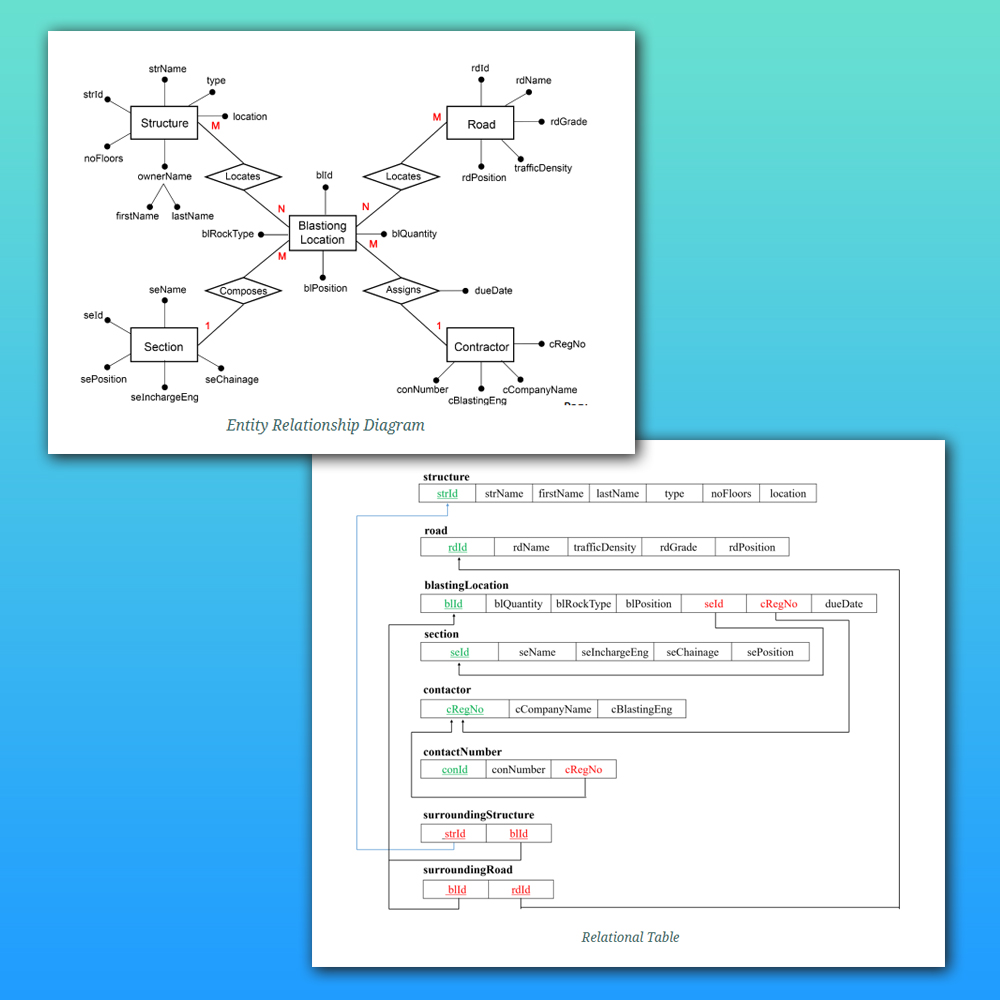 strName
type
strId
location
Structure
M
noFloors
ownerName
firstName lastName
Locates
N
rdId
rdName
M
Road
rdGrade
trafficDensity
rdPosition
Locates
N
blId
Blastiong
Location
blRockType
blQuantity
blPosition
M
M
Composes
1
Assigns
dueDate
1
seName
seId
Section
sePosition
seChainage
seInchargeEng
Contractor
cRegNo
conNumber
cCompanyName
cBlastingEng
Entity Relationship Diagram
structure
strId strName firstName lastName type noFloors location
road
rdId rdName trafficDensity rdGrade rdPosition
blastingLocation
blId blQuantity blRockType blPosition seId cRegNo dueDate
section
seId seName seInchargeEng seChainage sePosition
contactor
cRegNo cCompanyName cBlastingEng
contactNumber
conId conNumber cRegNo
surroundingStructure
strId blId
surroundingRoad
blId rdId
Relational Table